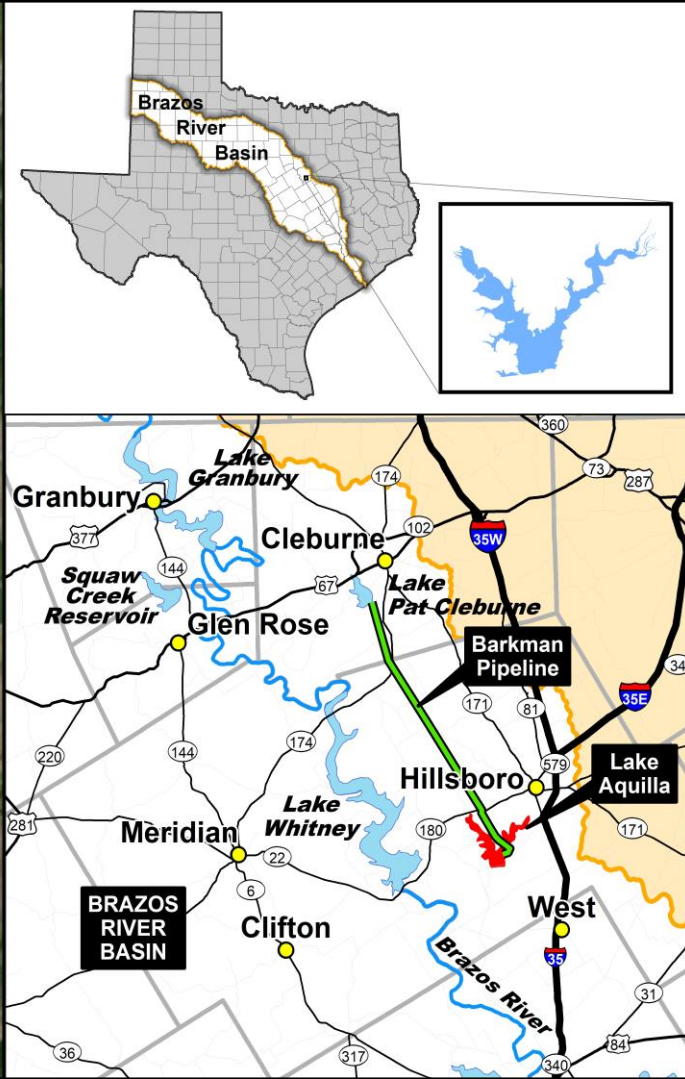 Brazos
River
Basin
360
Lake
Granbury
174
73
287
Granbury
102
35W
377
Cleburne
144
67
Squaw
Creek
Reservoir
Lake
Pat Cleburne
Glen Rose
Barkman
Pipeline
34
35E
171
81
174
220
144
579
Hillsboro
Lake
Aquilla
Lake
Whitney
281
180
171
Meridian
22
6
BRAZOS
RIVER
BASIN
Clifton
West
35
Brazos River
31
36
317
84
340